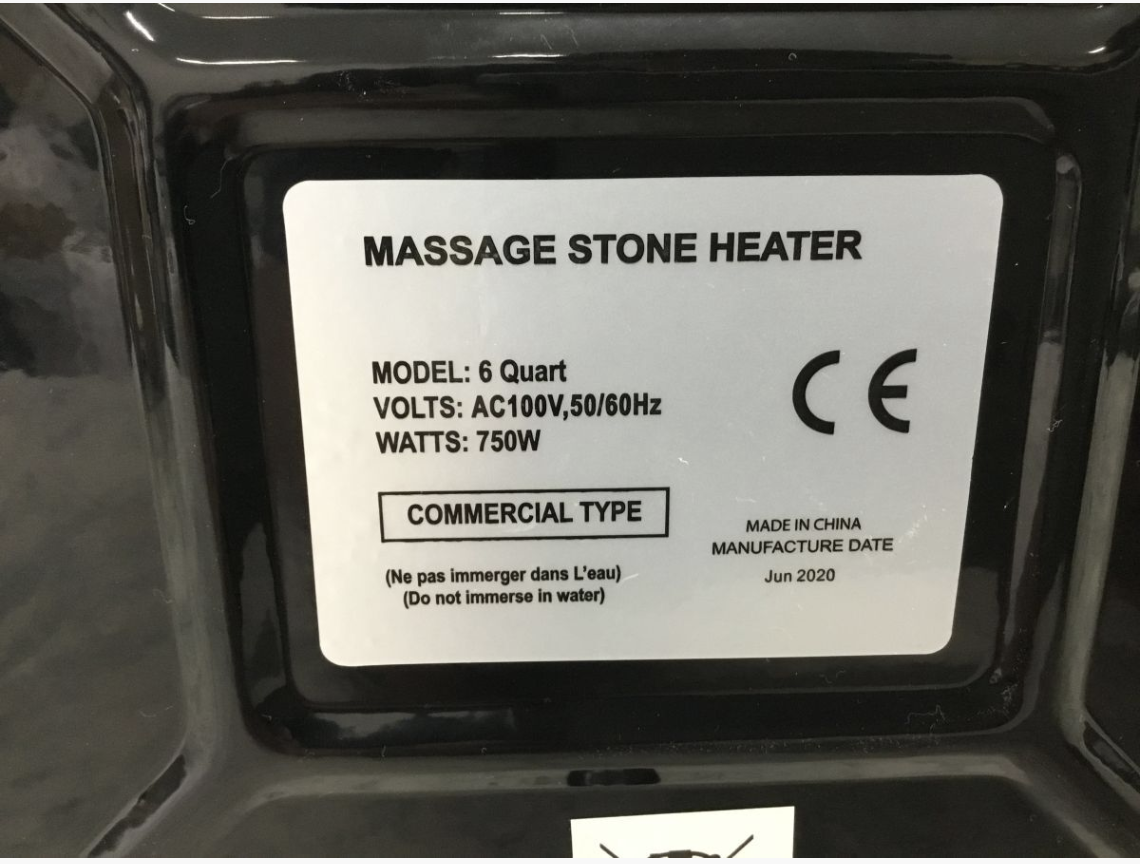 MASSAGE STONE HEATER
MODEL: 6 Quart
VOLTS: AC100V,50/60Hz
WATTS: 750W
CE
COMMERCIAL TYPE
(Ne pas immerger dans L'eau)
(Do not immerse in water)
MADE IN CHINA
MANUFACTURE DATE
Jun 2020